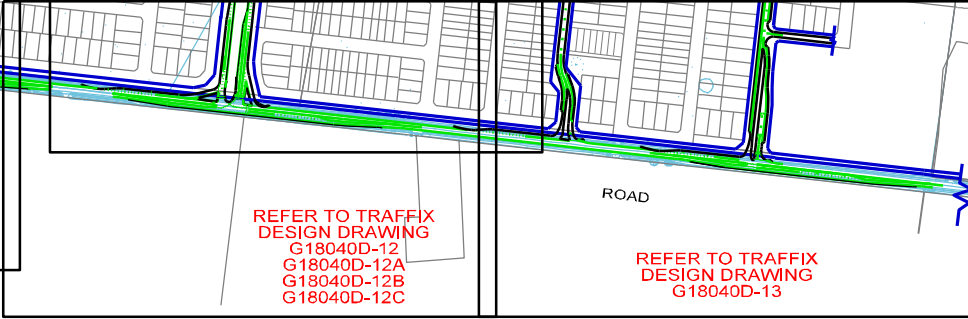 ROAD
REFER TO TRAFFIX
DESIGN DRAWING
G18040D-12
G18040D-12A
G18040D-12B
G18040D-12C
REFER TO TRAFFIX
DESIGN DRAWING
G18040D-13